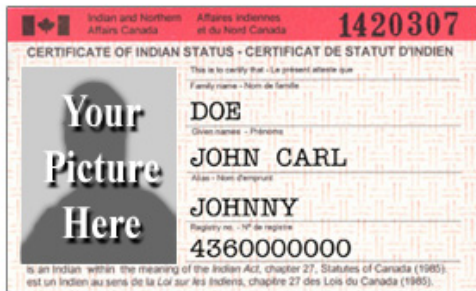 Indian and Northern Affairs Canada
Affaires indiennes et du Nord Canada
1420307
CERTIFICATE OF INDIAN STATUS - CERTIFICAT DE STATUT D'INDIEN
This is to certify that - Le présent atteste que
Family name - Nom de famille
DOE
Given names - Prénoms
JOHN CARL
Alias - Nom d'emprunt
JOHNNY
Registry no. - Nº de registre
4360000000
Your
Picture
Here
is an Indian within the meaning of the Indian Act, chapter 27, Statutes of Canada (1985).
est un Indien au sens de la Loi sur les Indiens, chapitre 27 des Lois du Canada (1985).